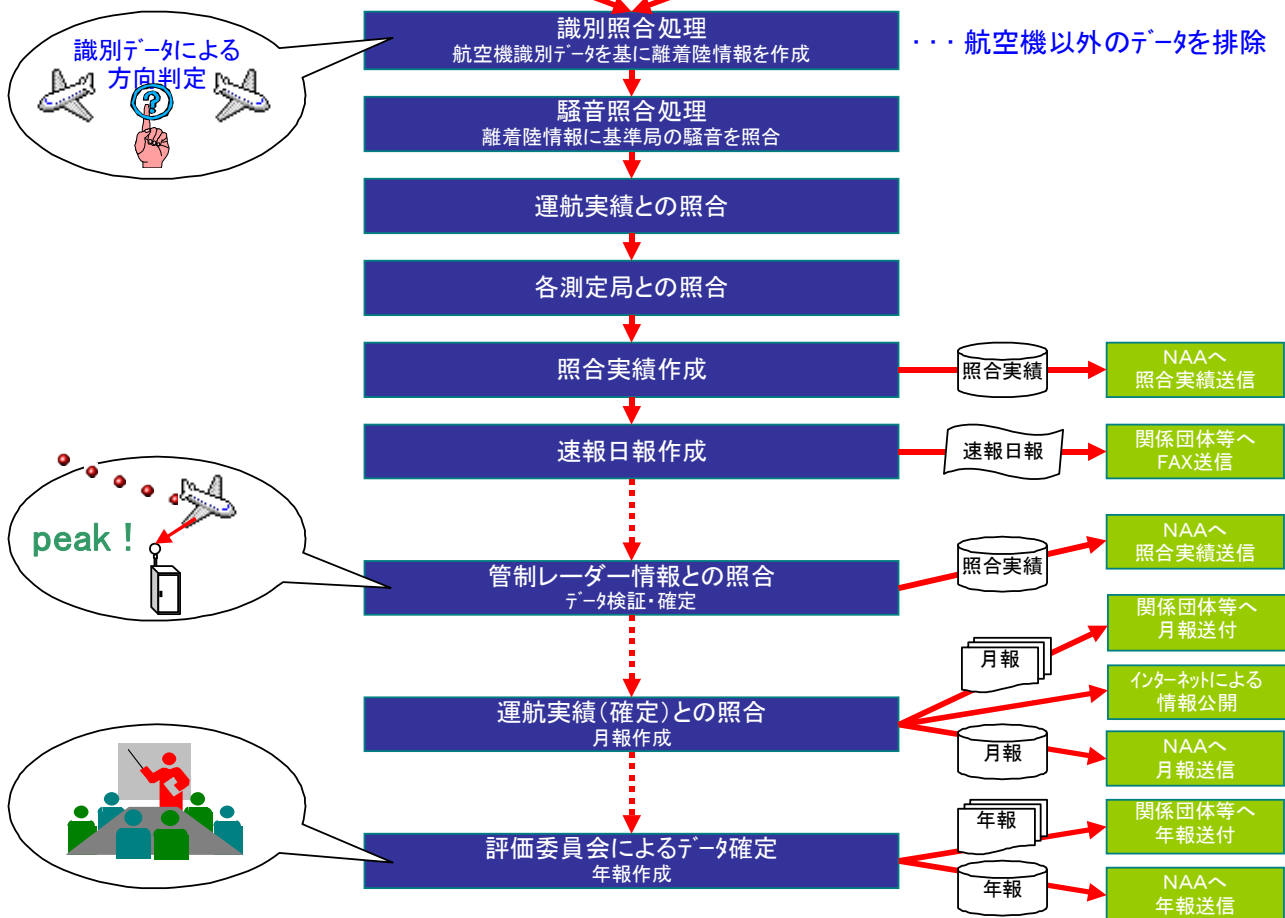 識別データによる
方向判定
?
識別照合処理
航空機識別データを基に離着陸情報を作成
・・・航空機以外のデータを排除
騒音照合処理
離着陸情報に基準局の騒音を照合
運航実績との照合
各測定局との照合
照合実績作成
照合実績
NAAへ
照合実績送信
速報日報作成
速報日報
関係団体等へ
FAX送信
peak!
管制レーダー情報との照合
データ検証・確定
照合実績
NAAへ
照合実績送信
運航実績(確定)との照合
月報作成
月報
関係団体等へ
月報送付
インターネットによる
情報公開
月報
NAAへ
月報送信
評価委員会によるデータ確定
年報作成
年報
関係団体等へ
年報送付
年報
NAAへ
年報送信